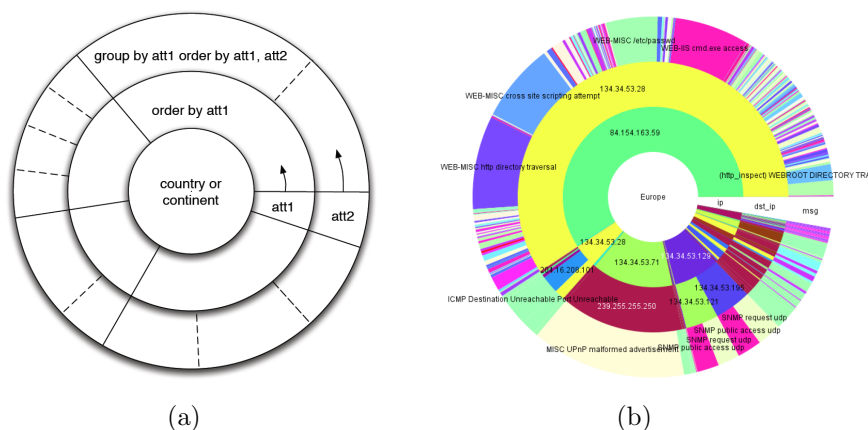 group by att1 order by att1, att2
order by att1
country or
continent
att1
att2
(a)
WEB-MISC /etc/passwd
WEB-IIS cmd.exe access
134.34.53.28
WEB-MISC cross site scripting attempt
84.154.163.59
WEB-MISC http directory traversal
(http_inspect) WEBROOT DIRECTORY TRA
Europe
ip
dst_ip
msg
134.34.53.28
134.34.53.129
134.34.53.71
204.16.208.101
134.34.53.195
ICMP Destination Unreachable Port Unreachable
239.255.255.250
134.34.53.121
SNMP request udp
SNMP public access udp
SNMP request udp
MISC UPnP malformed advertisement
SNMP public access udp
(b)